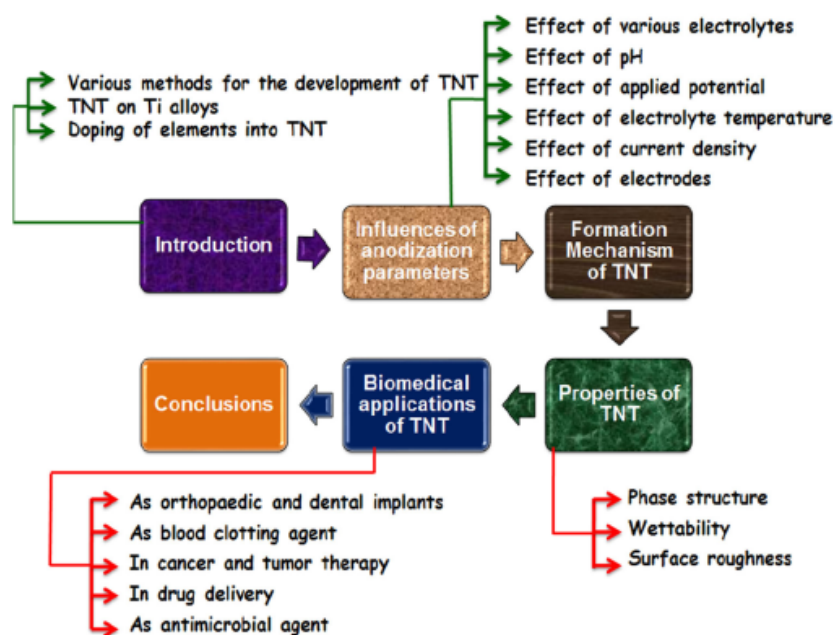 Effect of various electrolytes
Effect of pH
Effect of applied potential
Effect of electrolyte temperature
Effect of current density
Effect of electrodes
Various methods for the development of TNT
TNT on Ti alloys
Doping of elements into TNT
Introduction
Influences of
anodization
parameters
Formation
Mechanism
of TNT
Properties of
TNT
Biomedical
applications
of TNT
Conclusions
As orthopaedic and dental implants
As blood clotting agent
In cancer and tumor therapy
In drug delivery
As antimicrobial agent
Phase structure
Wettability
Surface roughness